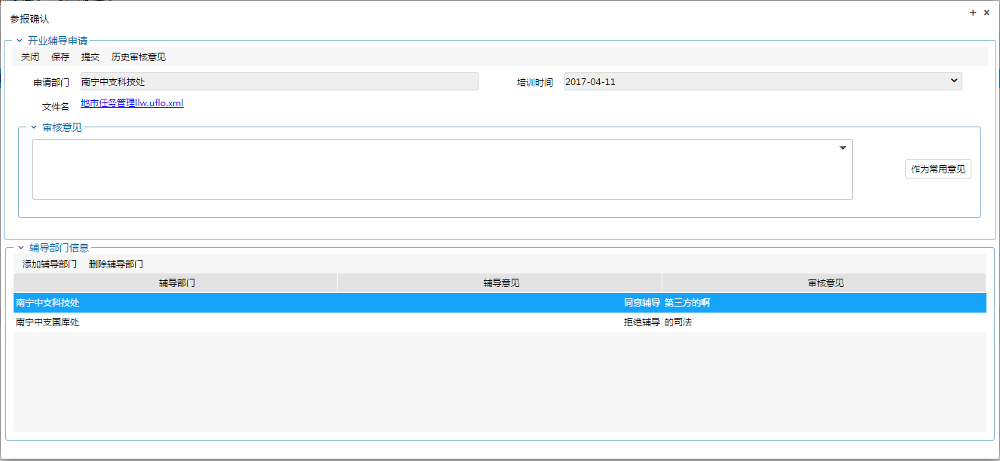 参报确认
开业辅导申请
关闭 保存 提交 历史审核意见
申请部门 南宁中支科技处 培训时间 2017-04-11
文件名 地市任务管理llw.uflo.xml
审核意见
作为常用意见
辅导部门信息
添加辅导部门 删除辅导部门
辅导部门 辅导意见 审核意见
南宁中支科技处 同意辅导 第三方的啊
南宁中支国库处 拒绝辅导 的司法